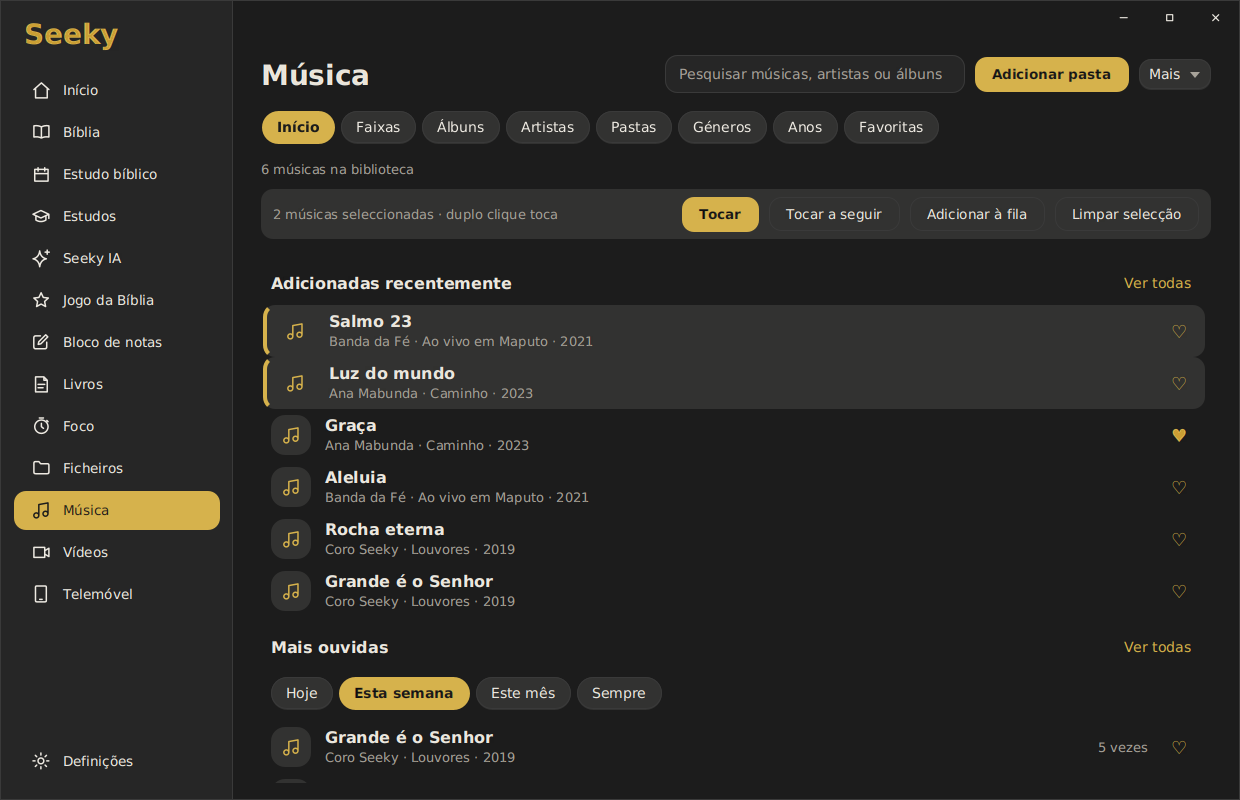 Seeky
Início
Bíblia
Estudo bíblico
Estudos
Seeky IA
Jogo da Bíblia
Bloco de notas
Livros
Foco
Ficheiros
Música
Vídeos
Telemóvel
Definições
Música
Pesquisar músicas, artistas ou álbuns
Adicionar pasta
Mais
Início Faixas Álbuns Artistas Pastas Géneros Anos Favoritas
6 músicas na biblioteca
2 músicas seleccionadas · duplo clique toca
Tocar Tocar a seguir Adicionar à fila Limpar selecção
Adicionadas recentemente Ver todas
Salmo 23
Banda da Fé · Ao vivo em Maputo · 2021
Luz do mundo
Ana Mabunda · Caminho · 2023
Graça
Ana Mabunda · Caminho · 2023
Aleluia
Banda da Fé · Ao vivo em Maputo · 2021
Rocha eterna
Coro Seeky · Louvores · 2019
Grande é o Senhor
Coro Seeky · Louvores · 2019
Mais ouvidas Ver todas
Hoje Esta semana Este mês Sempre
Grande é o Senhor
Coro Seeky · Louvores · 2019
5 vezes